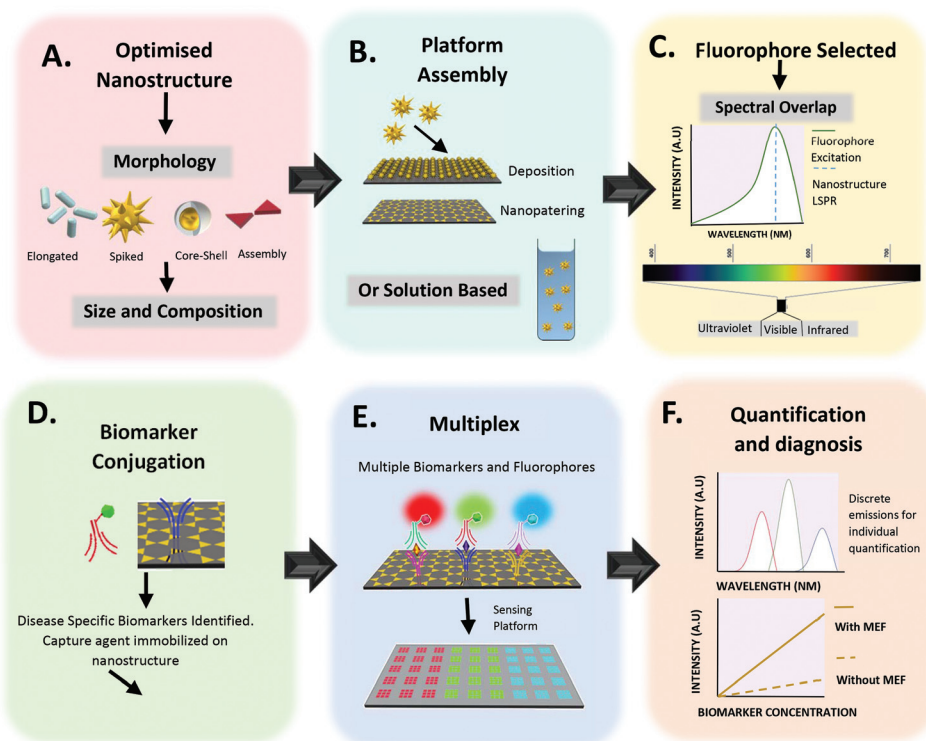 A.
Optimised
Nanostructure
Morphology
Elongated
Spiked
Core-Shell
Assembly
Size and Composition
B.
Platform
Assembly
Deposition
Nanopatering
Or Solution Based
C.
Fluorophore Selected
Spectral Overlap
INTENSITY (A.U)
WAVELENGTH (NM)
Fluorophore
Excitation
Nanostructure
LSPR
400
500
600
700
Ultraviolet
Visible
Infrared
D.
Biomarker
Conjugation
Disease Specific Biomarkers Identified.
Capture agent immobilized on
nanostructure
E.
Multiplex
Multiple Biomarkers and Fluorophores
Sensing
Platform
F.
Quantification
and diagnosis
INTENSITY (A.U)
WAVELENGTH (NM)
Discrete
emissions for
individual
quantification
INTENSITY (A.U)
BIOMARKER CONCENTRATION
With MEF
Without MEF